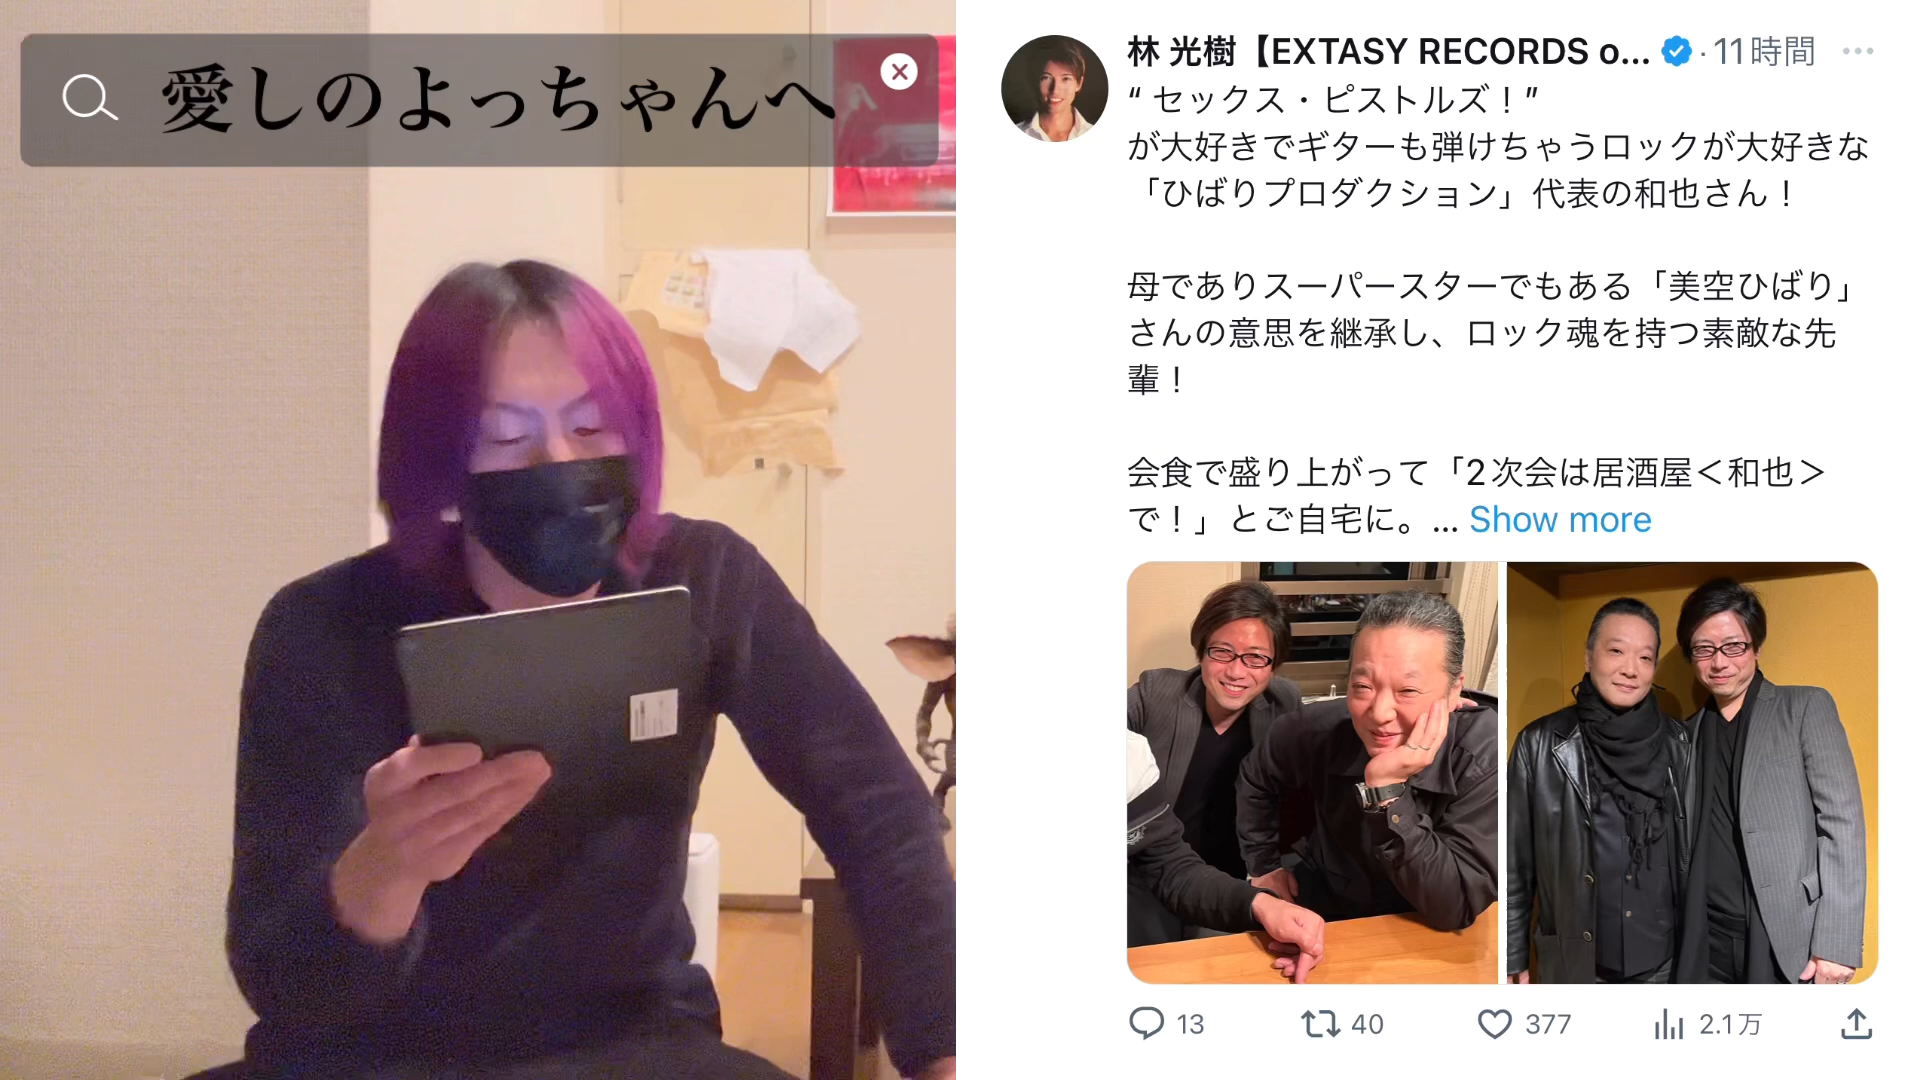 愛しのよっちゃんへ
林 光樹【EXTASY RECORDS o... · 11時間
“ セックス・ピストルズ！”
が大好きでギターも弾けちゃうロックが大好きな
「ひばりプロダクション」代表の和也さん！
母でありスーパースターでもある「美空ひばり」
さんの意思を継承し、ロック魂を持つ素敵な先
輩！
会食で盛り上がって「2次会は居酒屋＜和也＞
で！」とご自宅に。... Show more
13 40 377 2.1万